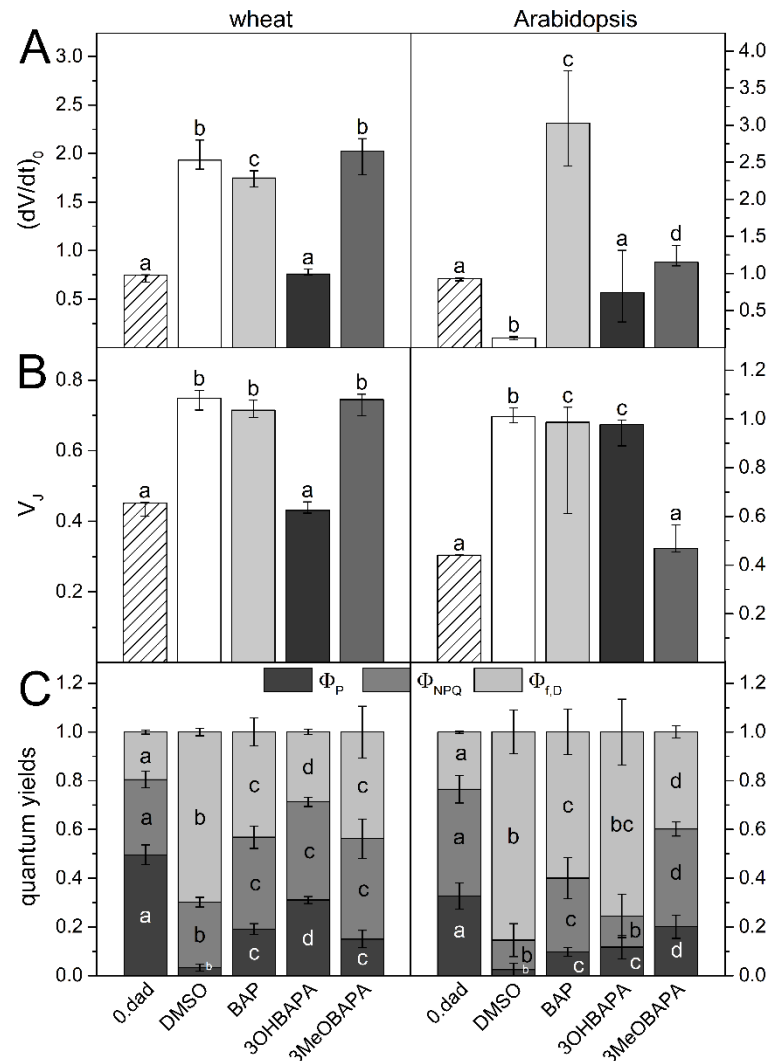 wheat Arabidopsis
A
(dV/dt)0
3.0
2.5
2.0
1.5
1.0
0.5
a b c a b
a b c a d
4.0
3.5
3.0
2.5
2.0
1.5
1.0
0.5
B
VJ
0.8
0.6
0.4
0.2
a b b a b
a b c c a
1.2
1.0
0.8
0.6
0.4
0.2
C
ΦP ΦNPQ Φf,D
quantum yields
1.2
1.0
0.8
0.6
0.4
0.2
0.0
a b c d c
a b c c c
a b c d c
a b c bc d
a b c b d
a b c c d
1.2
1.0
0.8
0.6
0.4
0.2
0.0
0.dad DMSO BAP 3OHBAPA 3MeOBAPA
0.dad DMSO BAP 3OHBAPA 3MeOBAPA